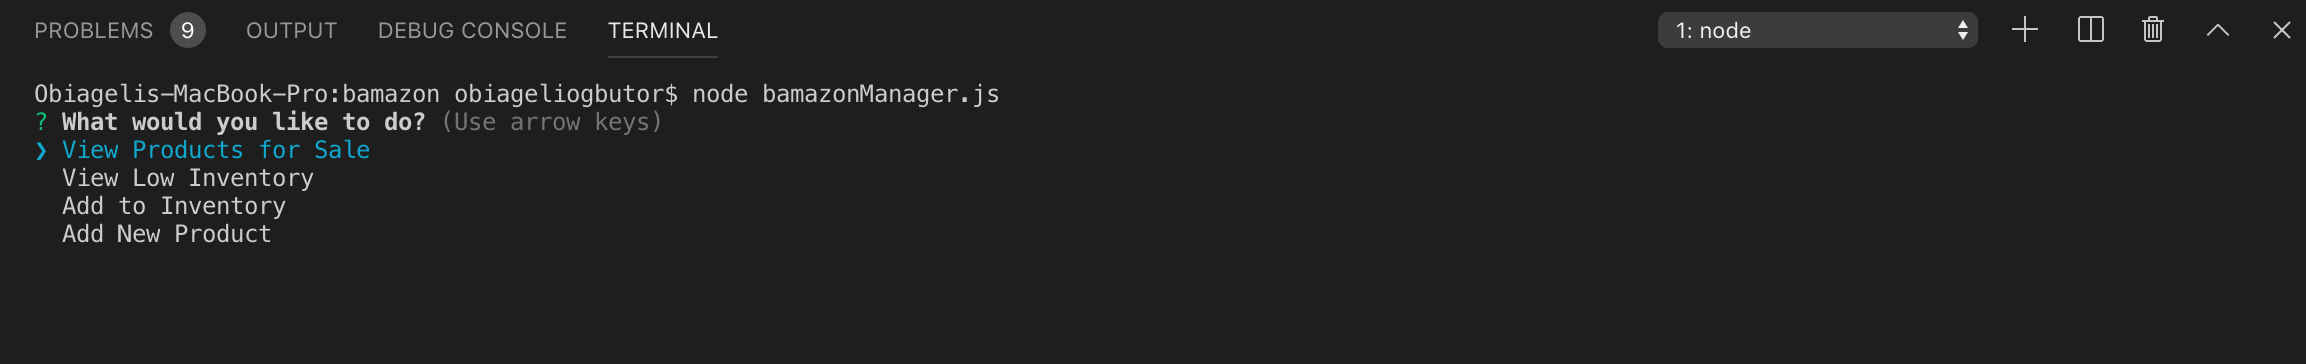 PROBLEMS 9 OUTPUT DEBUG CONSOLE TERMINAL 1: node
Obiagelis-MacBook-Pro:bamazon obiageliogbutor$ node bamazonManager.js
? What would you like to do? (Use arrow keys)
❯ View Products for Sale
View Low Inventory
Add to Inventory
Add New Product